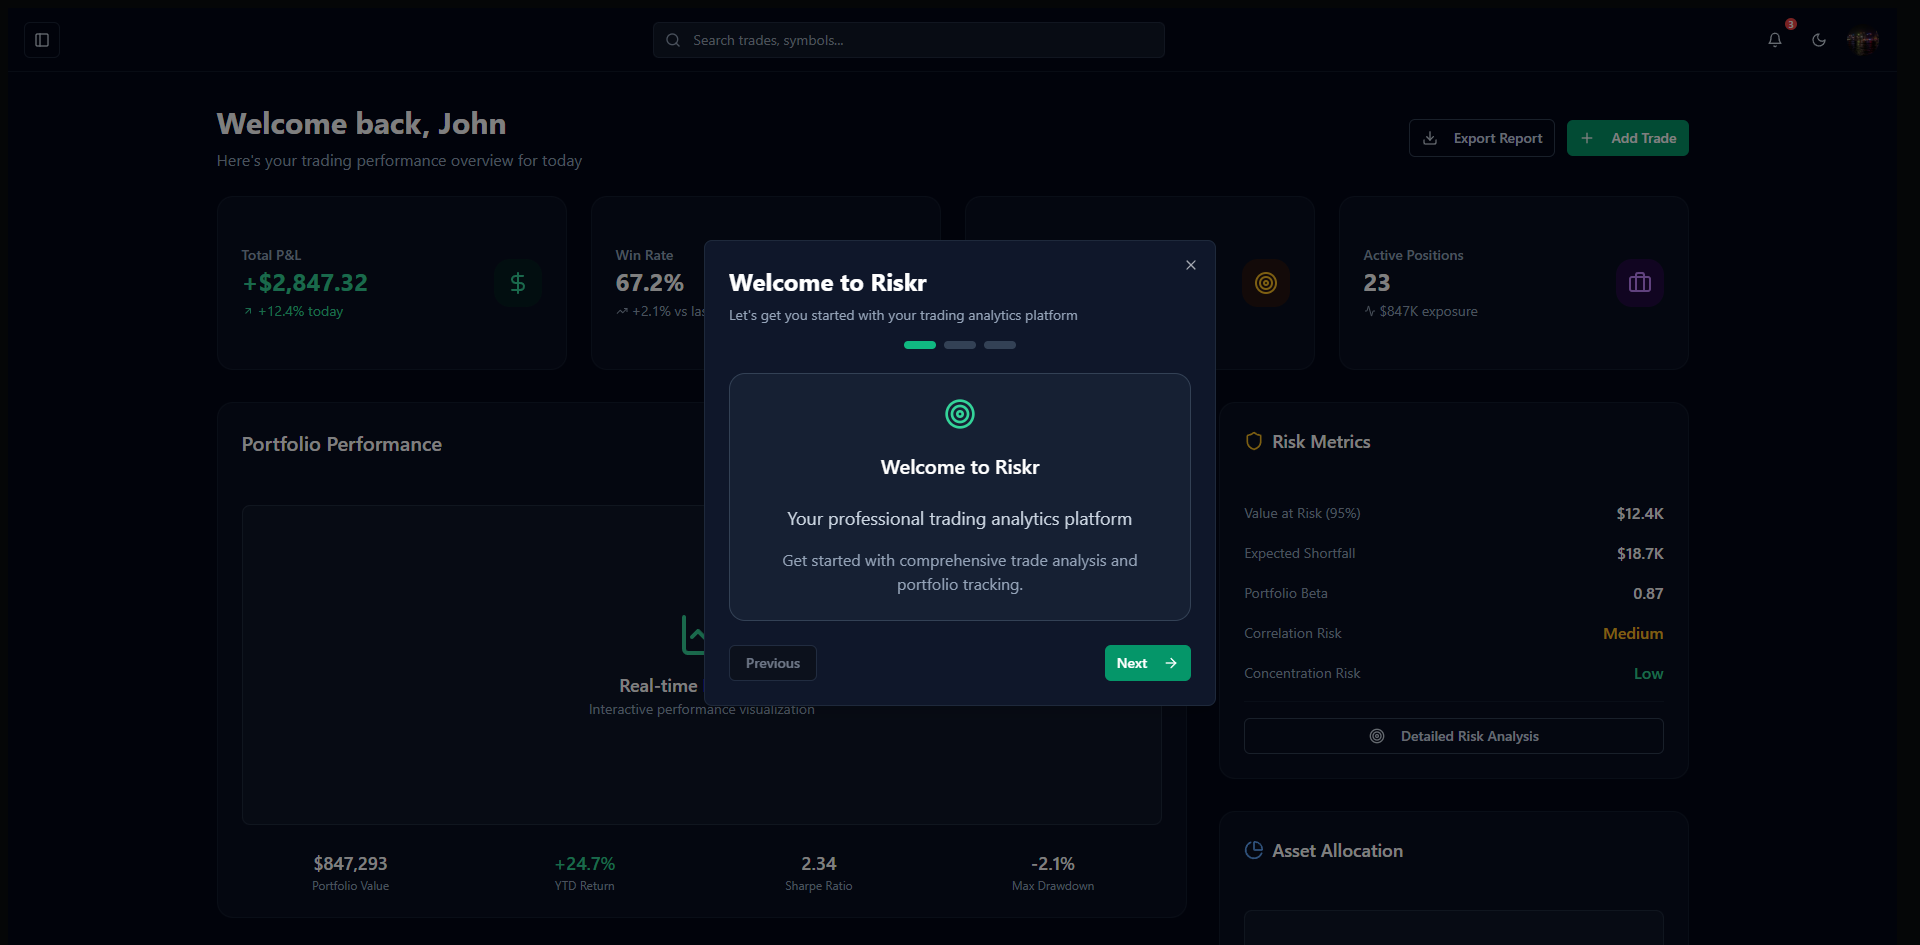 Search trades, symbols...
3
Welcome back, John
Here's your trading performance overview for today
Export Report
Add Trade
Total P&L
+$2,847.32
+12.4% today
Win Rate
67.2%
+2.1% vs las
Active Positions
23
$847K exposure
Welcome to Riskr
Let's get you started with your trading analytics platform
Welcome to Riskr
Your professional trading analytics platform
Get started with comprehensive trade analysis and
portfolio tracking.
Previous
Next
Portfolio Performance
Real-time
Interactive performance visualization
$847,293
Portfolio Value
+24.7%
YTD Return
2.34
Sharpe Ratio
-2.1%
Max Drawdown
Risk Metrics
Value at Risk (95%)
$12.4K
Expected Shortfall
$18.7K
Portfolio Beta
0.87
Correlation Risk
Medium
Concentration Risk
Low
Detailed Risk Analysis
Asset Allocation